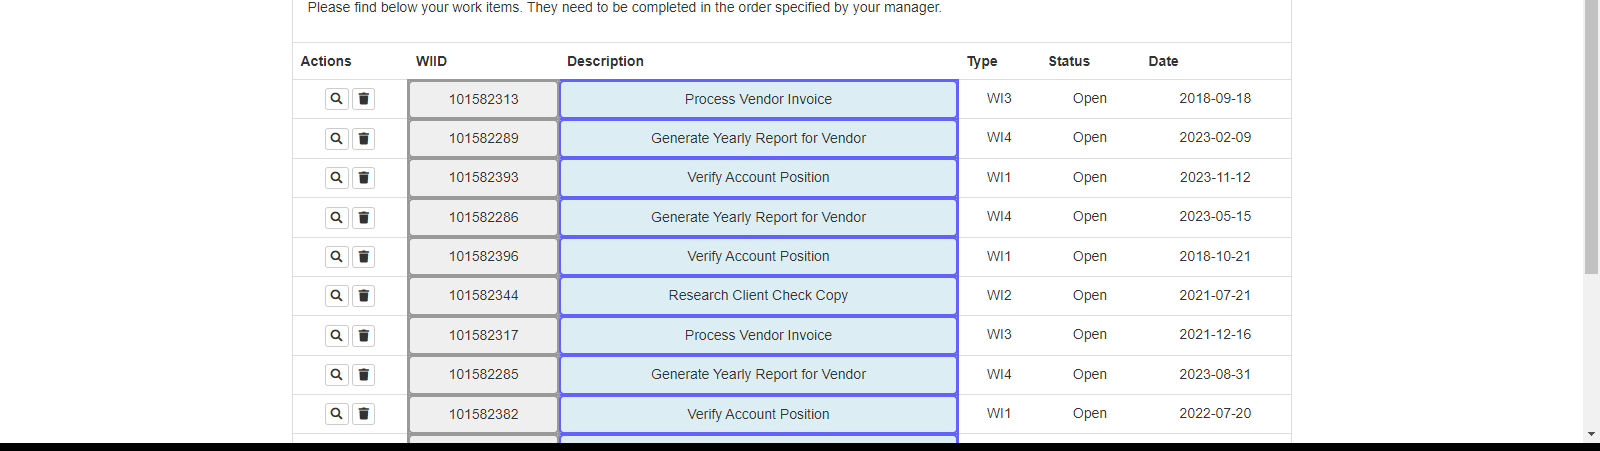 Please find below your work items. They need to be completed in the order specified by your manager.
Actions WIID Description Type Status Date
101582313 Process Vendor Invoice WI3 Open 2018-09-18
101582289 Generate Yearly Report for Vendor WI4 Open 2023-02-09
101582393 Verify Account Position WI1 Open 2023-11-12
101582286 Generate Yearly Report for Vendor WI4 Open 2023-05-15
101582396 Verify Account Position WI1 Open 2018-10-21
101582344 Research Client Check Copy WI2 Open 2021-07-21
101582317 Process Vendor Invoice WI3 Open 2021-12-16
101582285 Generate Yearly Report for Vendor WI4 Open 2023-08-31
101582382 Verify Account Position WI1 Open 2022-07-20